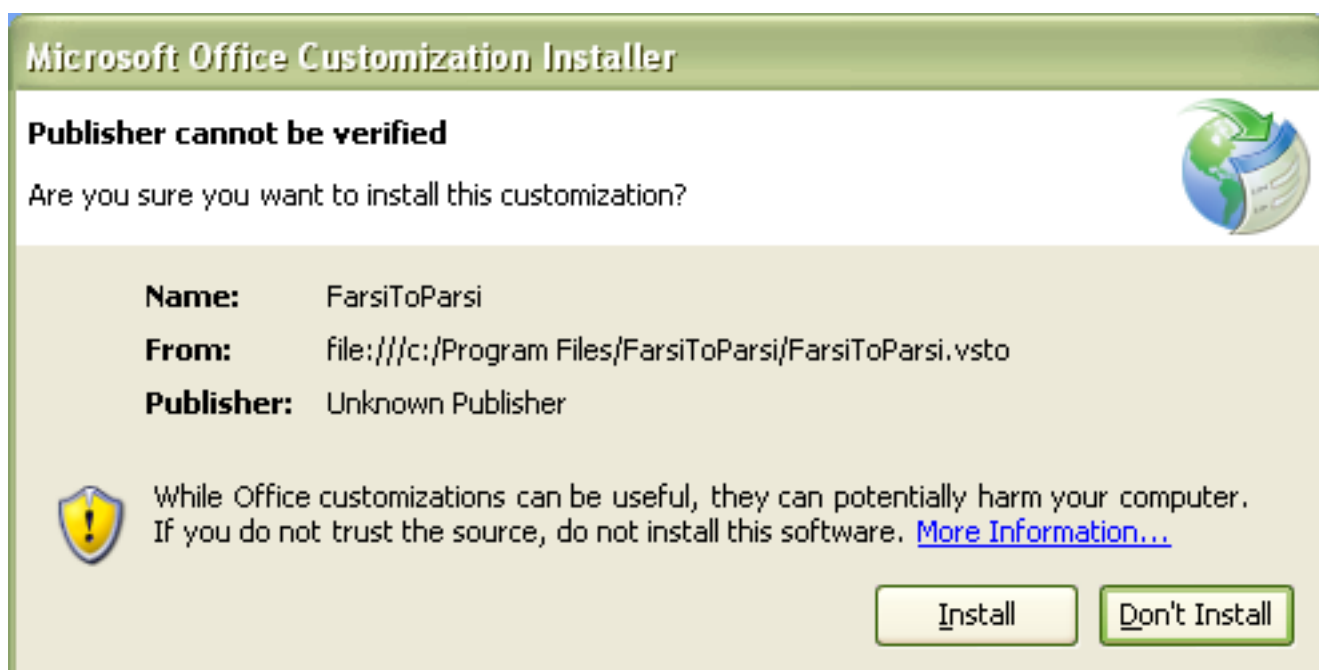 Microsoft Office Customization Installer
Publisher cannot be verified
Are you sure you want to install this customization?
Name: FarsiToParsi
From: file:///c:/Program Files/FarsiToParsi/FarsiToParsi.vsto
Publisher: Unknown Publisher
While Office customizations can be useful, they can potentially harm your computer.
If you do not trust the source, do not install this software. More Information...
Install Don't Install